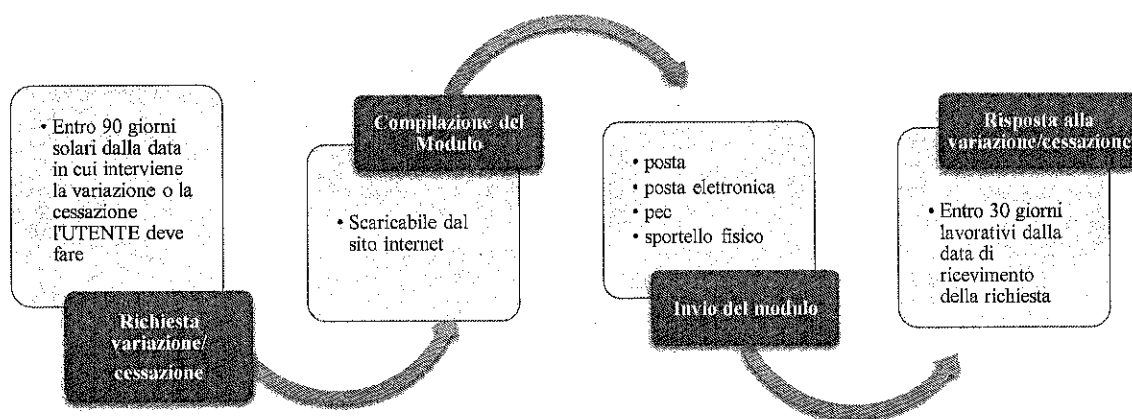 • Entro 90 giorni
solari dalla data
in cui interviene
la variazione o la
cessazione
l'UTENTE deve
fare
Richiesta
variazione/
cessazione
Compilazione del
Modulo
• Scaricabile dal
sito internet
• posta
• posta elettronica
• pec
• sportello fisico
Invio del modulo
Risposta alla
variazione/cessazione
• Entro 30 giorni
lavorativi dalla
data di
ricevimento
della richiesta